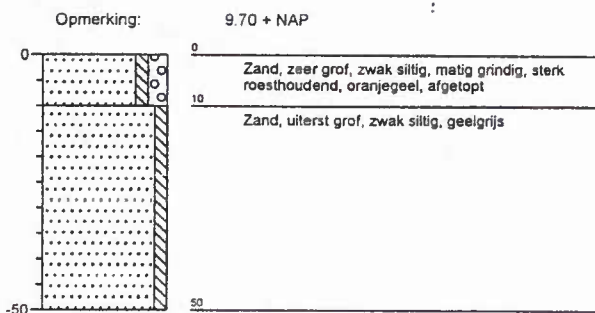 Opmerking: 9.70 + NAP
-0
0
Zand, zeer grof, zwak siltig, matig grindig, sterk
roesthoudend, oranjegeel, afgetopt
10
Zand, uiterst grof, zwak siltig, geelgrijs
-50
50